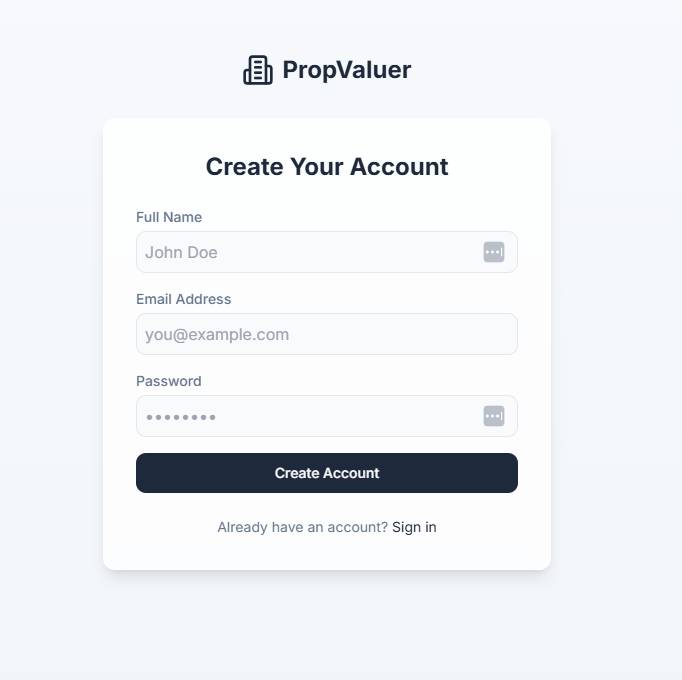 PropValuer
Create Your Account
Full Name
John Doe
Email Address
you@example.com
Password
••••••••
Create Account
Already have an account? Sign in